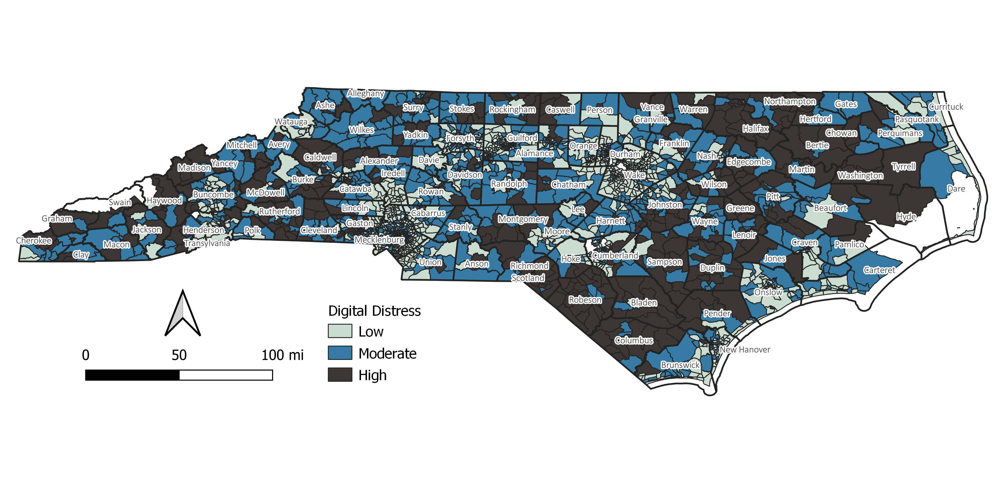 Alleghany
Ashe
Surry
Stokes
Rockingham
Caswell
Person
Vance
Granville
Warren
Northampton
Gates
Currituck
Hertford
Pasquotank
Watauga
Wilkes
Yadkin
Forsyth
Guilford
Orange
Franklin
Halifax
Chowan
Perquimans
Mitchell
Avery
Alamance
Durham
Bertie
Caldwell
Alexander
Davie
Nash
Edgecombe
Madison
Yancey
Iredell
Martin
Tyrrell
Burke
Davidson
Wake
Washington
McDowell
Catawba
Rowan
Randolph
Chatham
Wilson
Dare
Buncombe
Swain
Haywood
Pitt
Johnston
Rutherford
Lincoln
Cabarrus
Lee
Greene
Beaufort
Hyde
Graham
Jackson
Henderson
Polk
Cleveland
Gaston
Stanly
Montgomery
Harnett
Wayne
Moore
Lenoir
Cherokee
Macon
Transylvania
Mecklenburg
Craven
Pamlico
Clay
Union
Anson
Richmond
Hoke
Cumberland
Sampson
Duplin
Jones
Carteret
Scotland
Onslow
Robeson
Bladen
Pender
Columbus
New Hanover
Brunswick
Digital Distress
Low
Moderate
High
0 50 100 mi